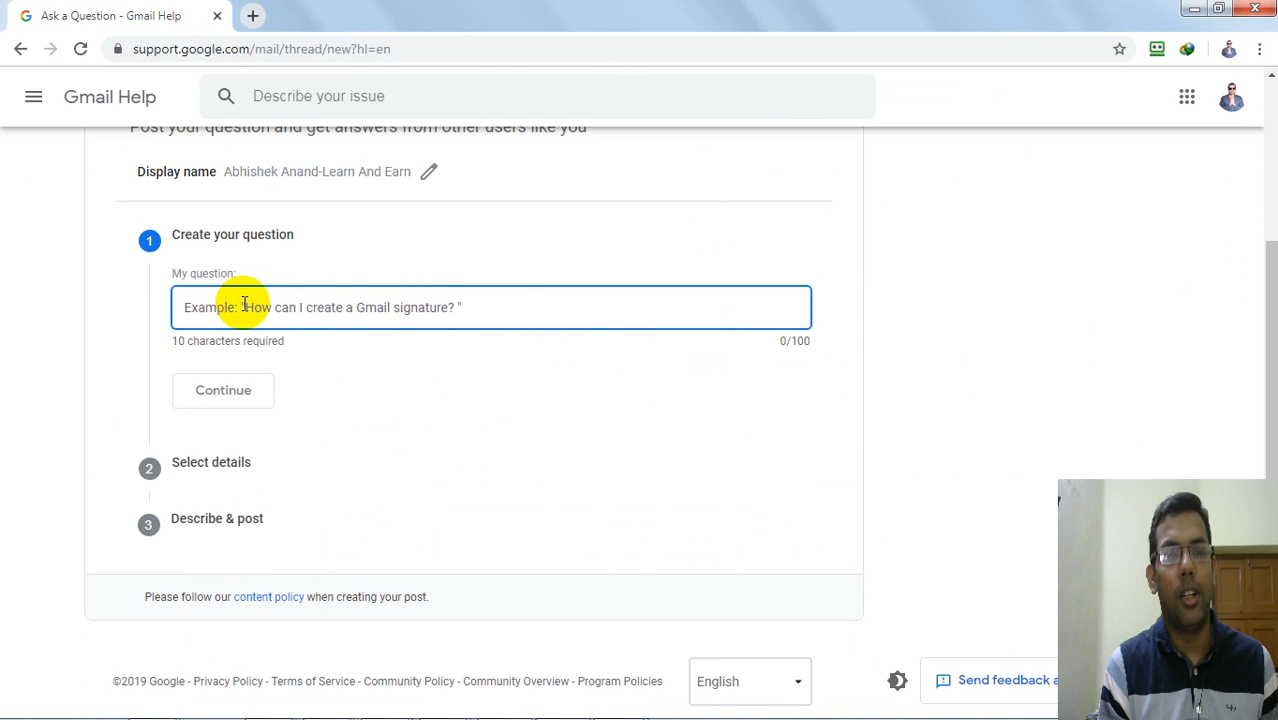 Ask a Question - Gmail Help
support.google.com/mail/thread/new?hl=en
Gmail Help
Describe your issue
Post your question and get answers from other users like you
Display name Abhishek Anand-Learn And Earn
1 Create your question
My question:
Example: "How can I create a Gmail signature? "
10 characters required 0/100
Continue
2 Select details
3 Describe & post
Please follow our content policy when creating your post.
©2019 Google - Privacy Policy - Terms of Service - Community Policy - Community Overview - Program Policies
English
Send feedback a